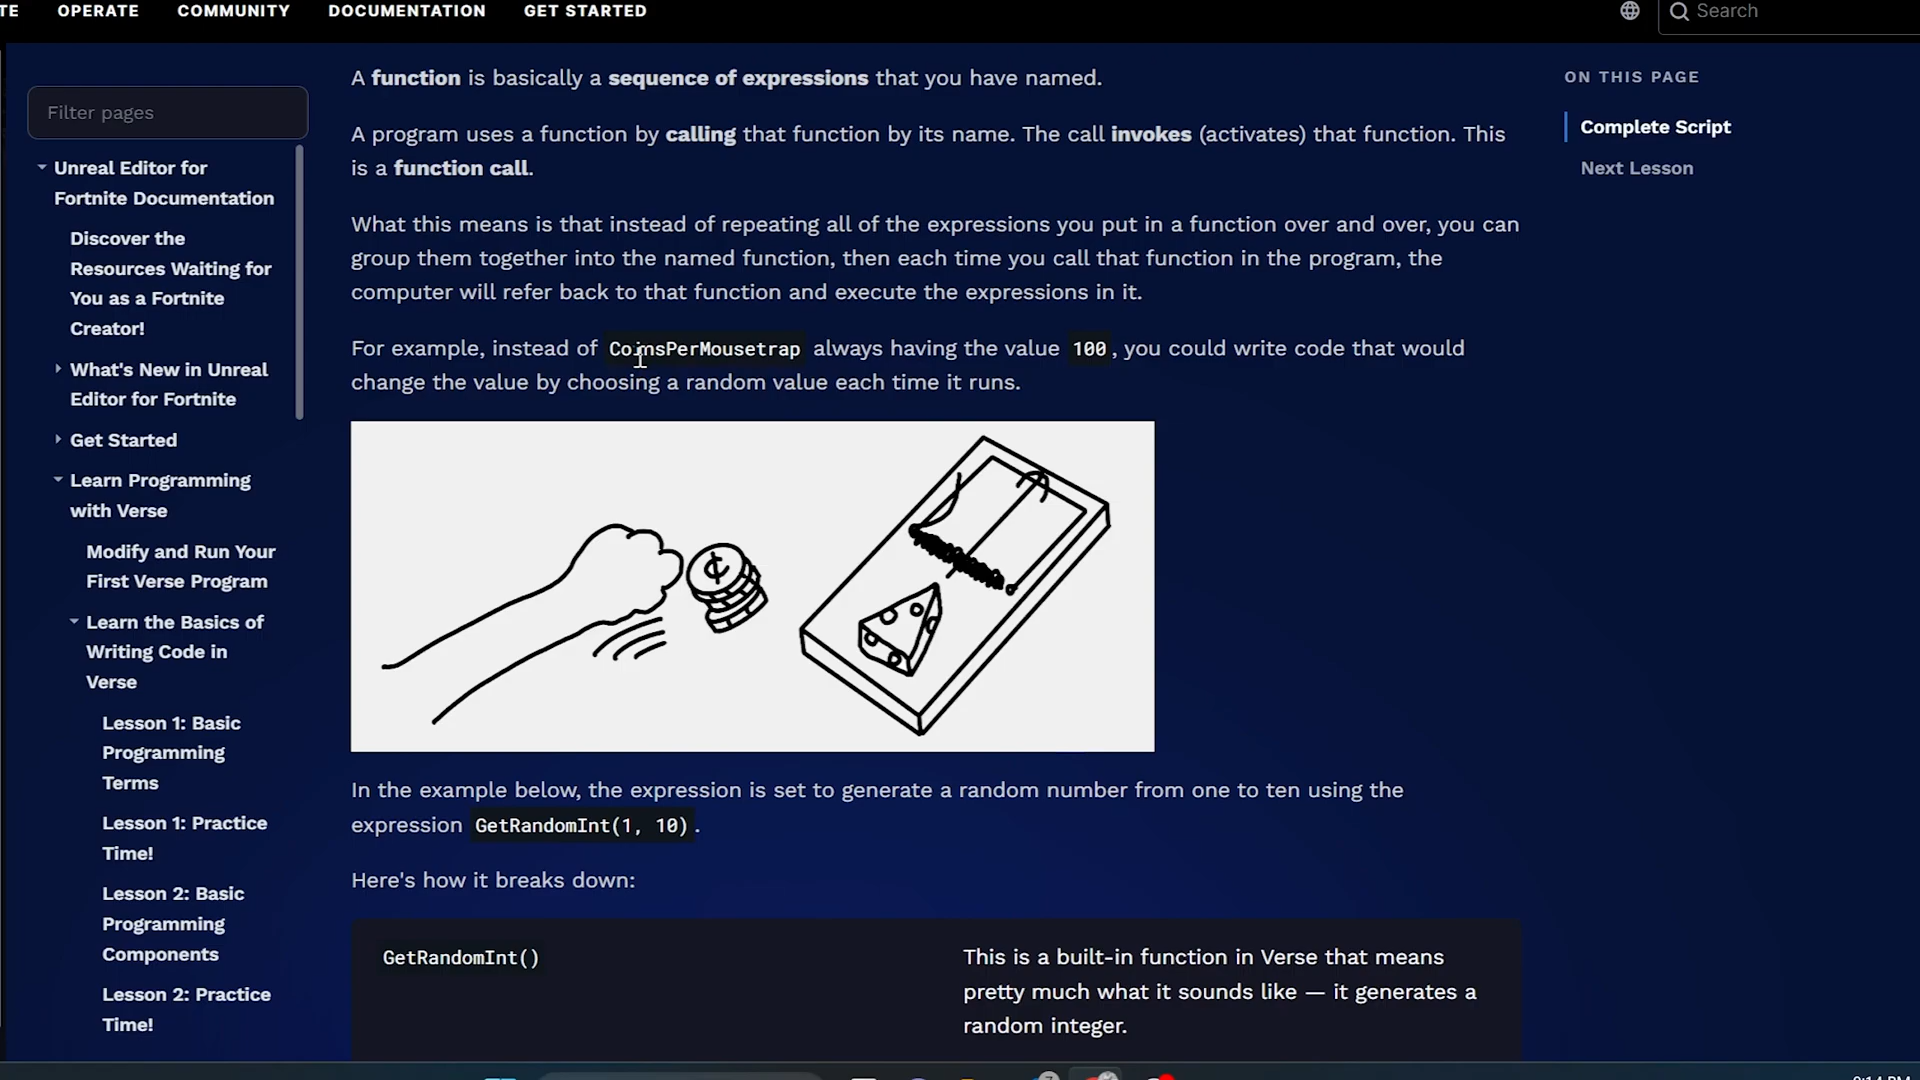 OPERATE
COMMUNITY
DOCUMENTATION
GET STARTED
Search
Filter pages
Unreal Editor for
Fortnite Documentation
Discover the
Resources Waiting for
You as a Fortnite
Creator!
What's New in Unreal
Editor for Fortnite
Get Started
Learn Programming
with Verse
Modify and Run Your
First Verse Program
Learn the Basics of
Writing Code in
Verse
Lesson 1: Basic
Programming
Terms
Lesson 1: Practice
Time!
Lesson 2: Basic
Programming
Components
Lesson 2: Practice
Time!
A function is basically a sequence of expressions that you have named.
A program uses a function by calling that function by its name. The call invokes (activates) that function. This
is a function call.
What this means is that instead of repeating all of the expressions you put in a function over and over, you can
group them together into the named function, then each time you call that function in the program, the
computer will refer back to that function and execute the expressions in it.
For example, instead of CoinsPerMousetrap always having the value 100, you could write code that would
change the value by choosing a random value each time it runs.
¢
In the example below, the expression is set to generate a random number from one to ten using the
expression GetRandomInt(1, 10).
Here's how it breaks down:
GetRandomInt()
This is a built-in function in Verse that means
pretty much what it sounds like — it generates a
random integer.
ON THIS PAGE
Complete Script
Next Lesson